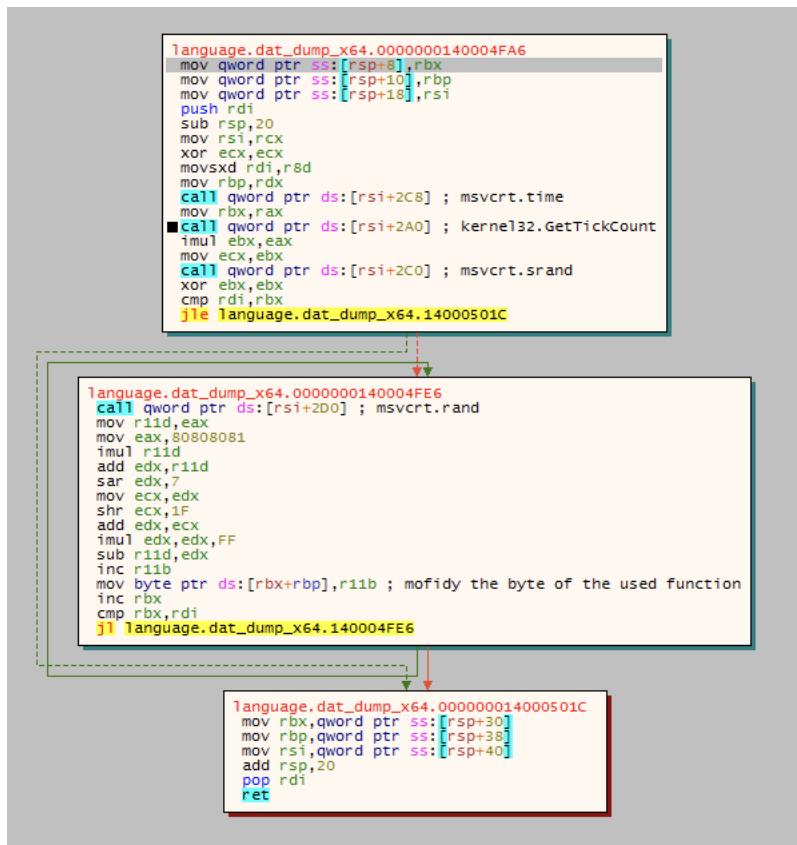 language.dat_dump_x64.0000000140004FA6
mov qword ptr ss:[rsp+8],rbx
mov qword ptr ss:[rsp+10],rbp
mov qword ptr ss:[rsp+18],rsi
push rdi
sub rsp,20
mov rsi,rcx
xor ecx,ecx
movsxd rdi,r8d
mov rbp,rdx
call qword ptr ds:[rsi+2C8] ; msvcrt.time
mov rbx,rax
call qword ptr ds:[rsi+2A0] ; kernel32.GetTickCount
imul ebx,eax
mov ecx,ebx
call qword ptr ds:[rsi+2C0] ; msvcrt.srand
xor ebx,ebx
cmp rdi,rbx
jle language.dat_dump_x64.14000501C
language.dat_dump_x64.0000000140004FE6
call qword ptr ds:[rsi+2D0] ; msvcrt.rand
mov r11d,eax
mov eax,80808081
imul r11d
add edx,r11d
sar edx,7
mov ecx,edx
shr ecx,1F
add edx,ecx
imul edx,edx,FF
sub r11d,edx
inc r11b
mov byte ptr ds:[rbx+rbp],r11b ; mofidy the byte of the used function
inc rbx
cmp rbx,rdi
jl language.dat_dump_x64.140004FE6
language.dat_dump_x64.000000014000501C
mov rbx,qword ptr ss:[rsp+30]
mov rbp,qword ptr ss:[rsp+38]
mov rsi,qword ptr ss:[rsp+40]
add rsp,20
pop rdi
ret